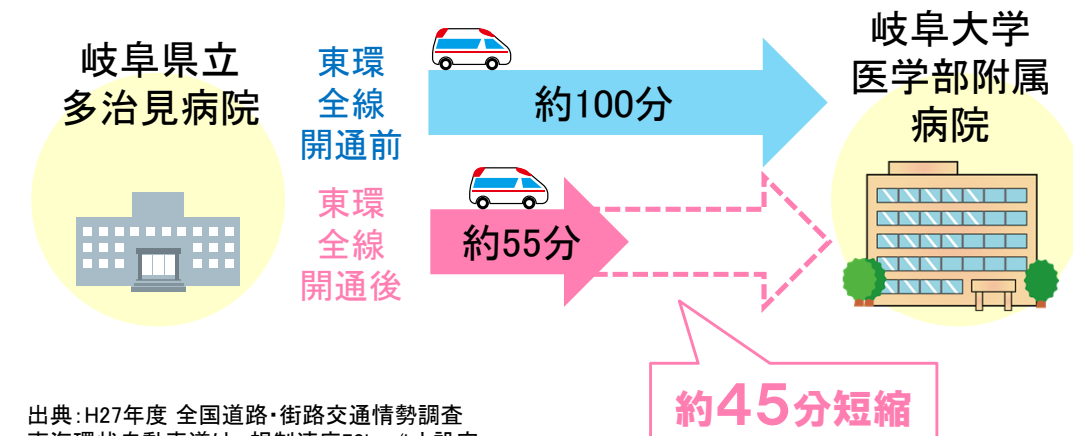 岐阜県立
多治見病院
東環
全線
開通前
約100分
岐阜大学
医学部附属
病院
東環
全線
開通後
約55分
約45分短縮
出典：H27年度 全国道路・街路交通情勢調査